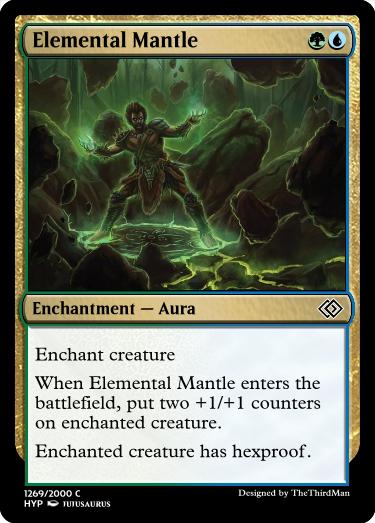 Elemental Mantle
Enchantment — Aura
Enchant creature
When Elemental Mantle enters the
battlefield, put two +1/+1 counters
on enchanted creature.
Enchanted creature has hexproof.
1269/2000 C
Designed by TheThirdMan
HYP JUJUSAURUS